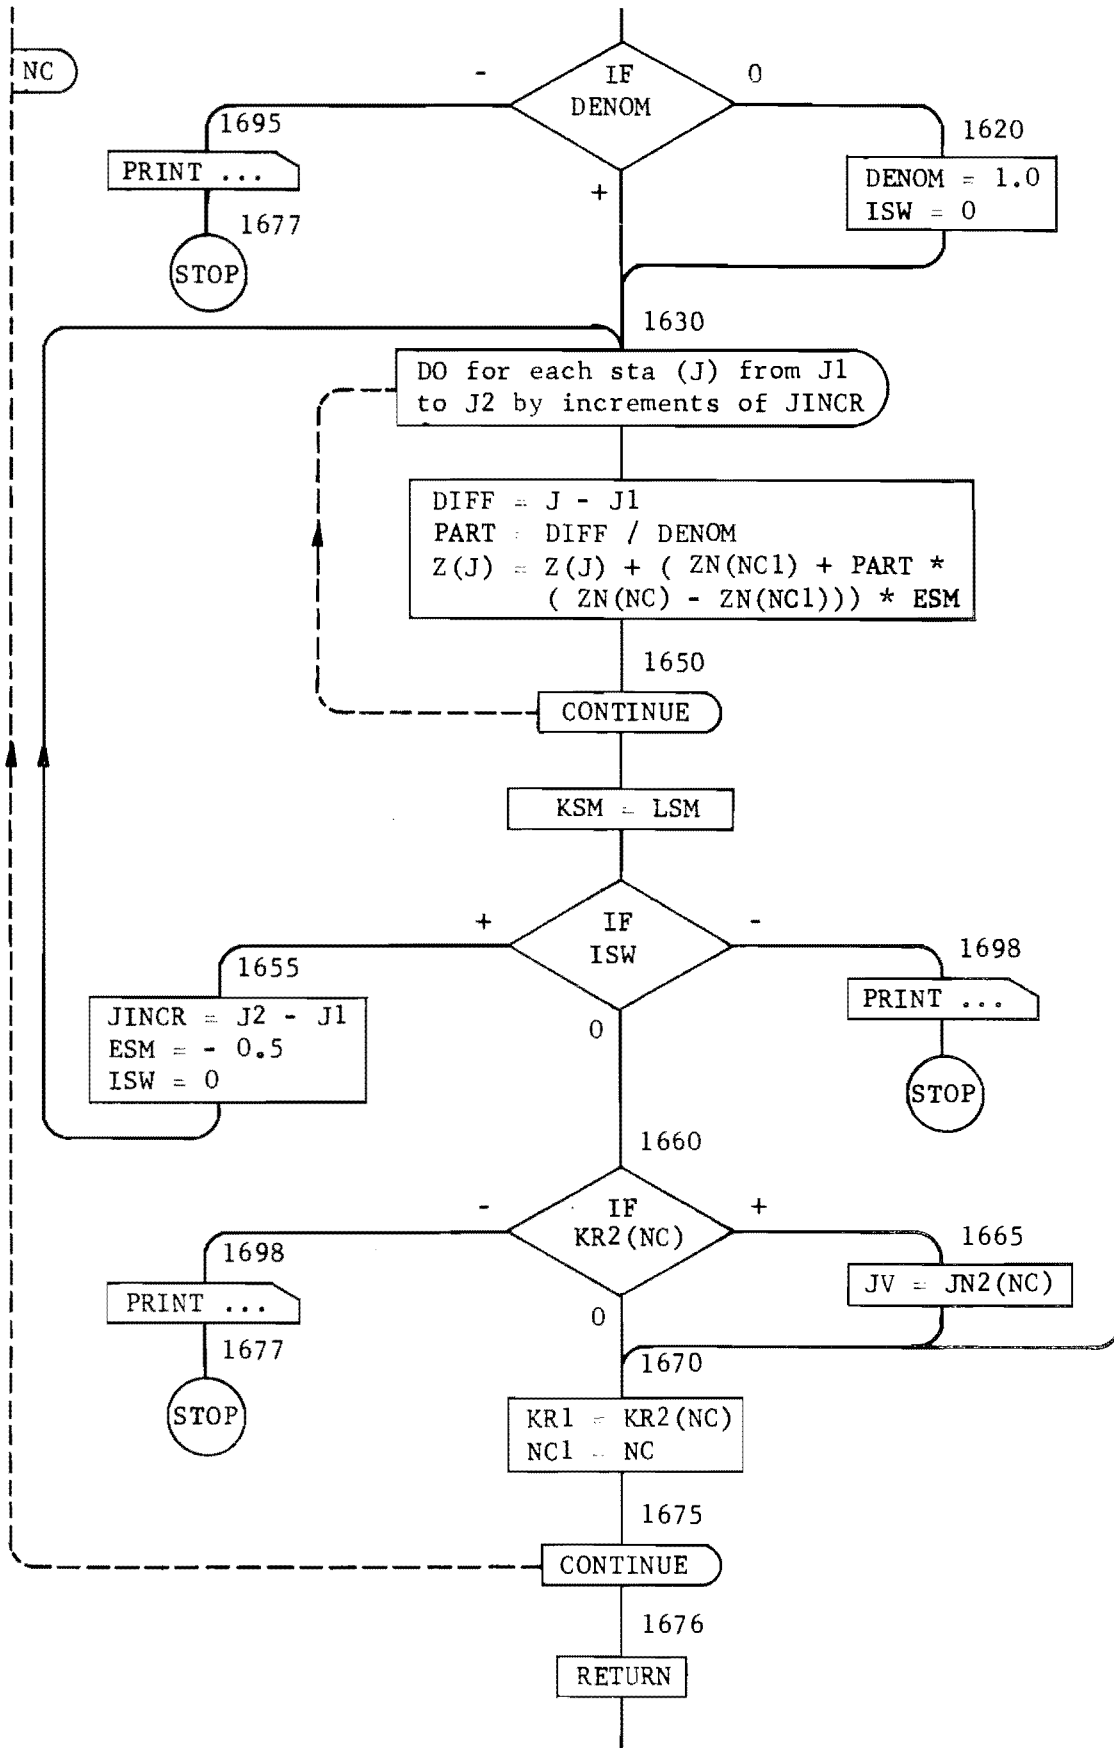 NC
-
IF
DENOM
0
1695
PRINT ...
1677
STOP
+
1620
DENOM = 1.0
ISW = 0
1630
DO for each sta (J) from J1
to J2 by increments of JINCR
DIFF = J - J1
PART = DIFF / DENOM
Z(J) = Z(J) + ( ZN(NC1) + PART *
( ZN(NC) - ZN(NC1))) * ESM
1650
CONTINUE
KSM = LSM
+
IF
ISW
-
1655
JINCR = J2 - J1
ESM = - 0.5
ISW = 0
0
1698
PRINT ...
STOP
1660
-
IF
KR2(NC)
+
1698
PRINT ...
1677
STOP
0
1665
JV = JN2(NC)
1670
KR1 = KR2(NC)
NC1 = NC
1675
CONTINUE
1676
RETURN